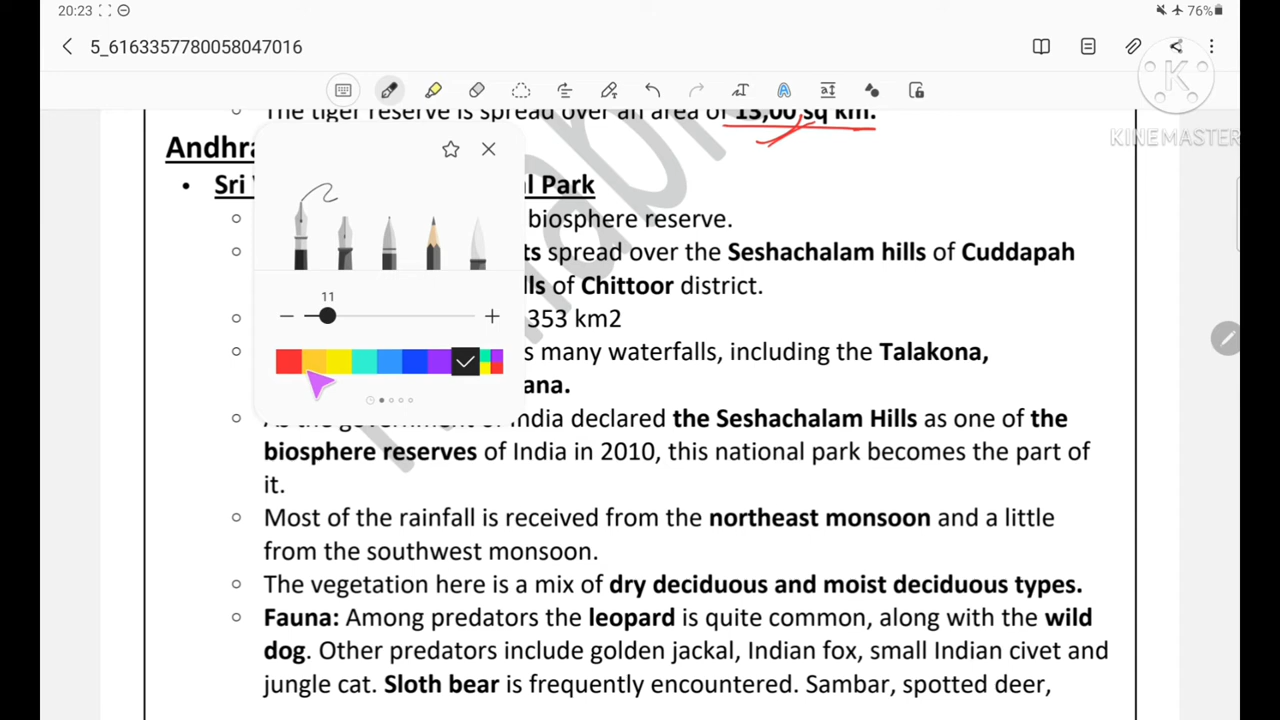 20:23
76%
5_6163357780058047016
The tiger reserve is spread over an area of 13,00 sq km.
KINEMASTER
Andhra
• Sri Park
biosphere reserve.
spread over the Seshachalam hills of Cuddapah
of Chittoor district.
11
353 km2
many waterfalls, including the Talakona,
As the government of India declared the Seshachalam Hills as one of the
biosphere reserves of India in 2010, this national park becomes the part of
it.
Most of the rainfall is received from the northeast monsoon and a little
from the southwest monsoon.
The vegetation here is a mix of dry deciduous and moist deciduous types.
Fauna: Among predators the leopard is quite common, along with the wild
dog. Other predators include golden jackal, Indian fox, small Indian civet and
jungle cat. Sloth bear is frequently encountered. Sambar, spotted deer,